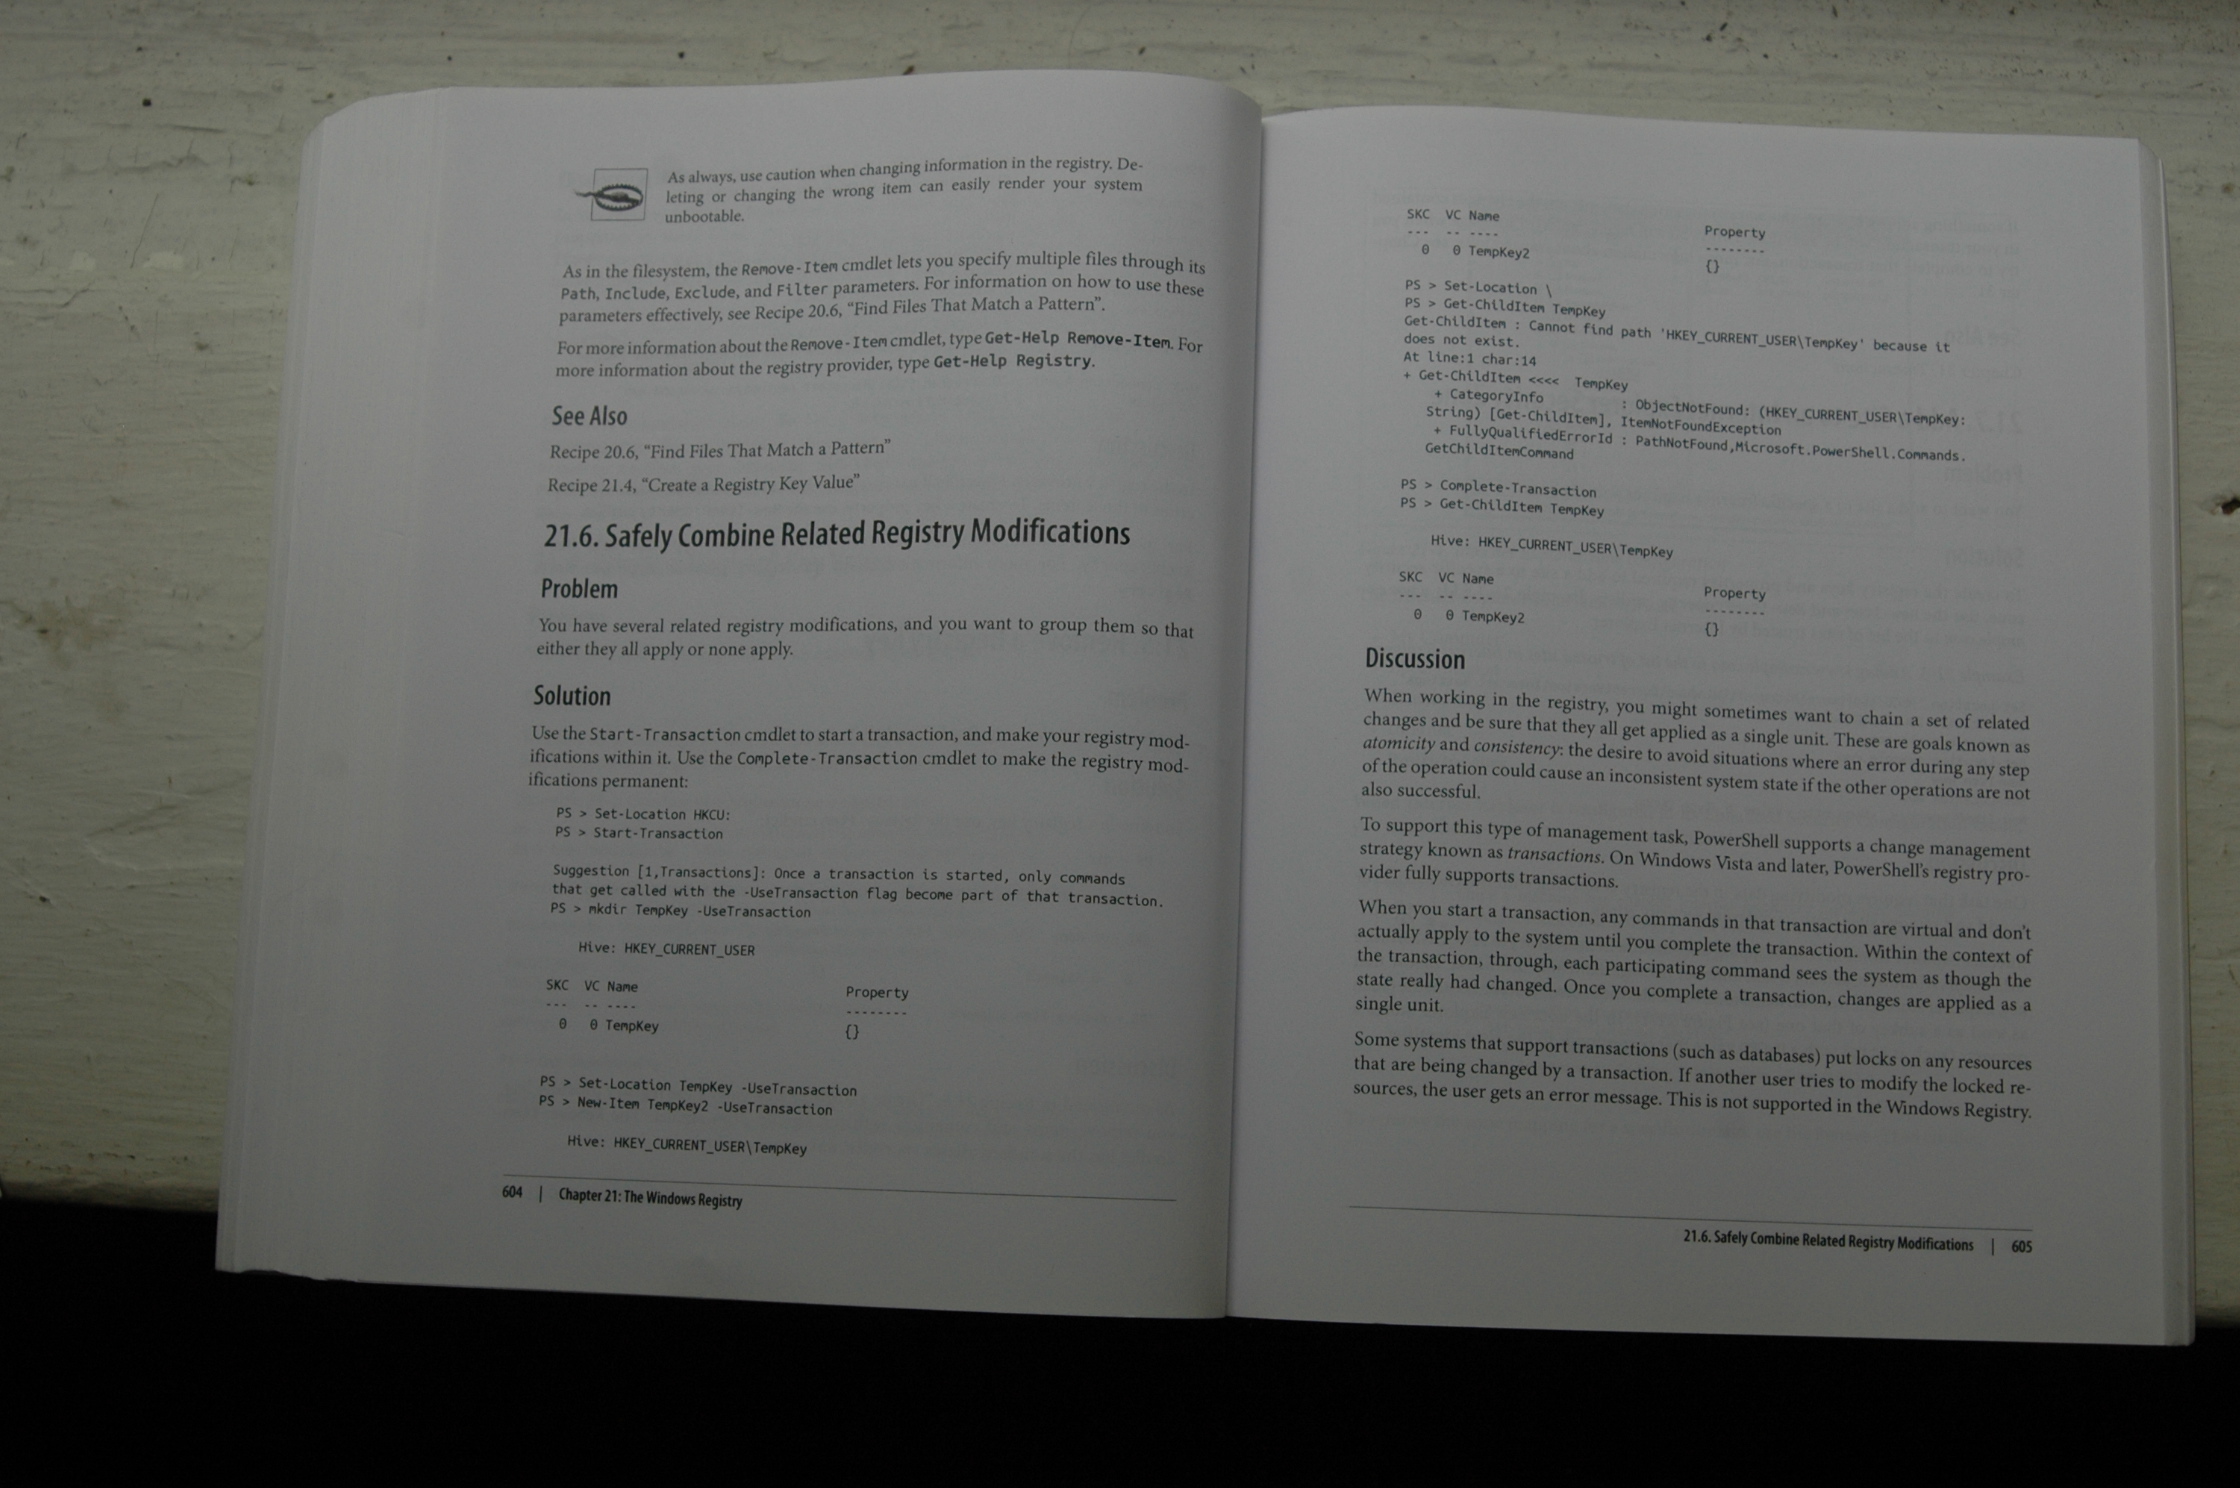 As always, use caution when changing information in the registry. De-
leting or changing the wrong item can easily render your system
unbootable.
As in the filesystem, the Remove-Item cmdlet lets you specify multiple files through its
Path, Include, Exclude, and Filter parameters. For information on how to use these
parameters effectively, see Recipe 20.6, “Find Files That Match a Pattern”.
For more information about the Remove-Item cmdlet, type Get-Help Remove-Item. For
more information about the registry provider, type Get-Help Registry.
See Also
Recipe 20.6, “Find Files That Match a Pattern”
Recipe 21.4, “Create a Registry Key Value”
21.6. Safely Combine Related Registry Modifications
Problem
You have several related registry modifications, and you want to group them so that
either they all apply or none apply.
Solution
Use the Start-Transaction cmdlet to start a transaction, and make your registry mod-
ifications within it. Use the Complete-Transaction cmdlet to make the registry mod-
ifications permanent:
PS > Set-Location HKCU:
PS > Start-Transaction
Suggestion [1,Transactions]: Once a transaction is started, only commands
that get called with the -UseTransaction flag become part of that transaction.
PS > mkdir TempKey -UseTransaction
Hive: HKEY_CURRENT_USER
SKC VC Name Property
--- -- ---- --------
0 0 TempKey {}
PS > Set-Location TempKey -UseTransaction
PS > New-Item TempKey2 -UseTransaction
Hive: HKEY_CURRENT_USER\TempKey
604 | Chapter 21: The Windows Registry
SKC VC Name Property
--- -- ---- --------
0 0 TempKey2 {}
PS > Set-Location \
PS > Get-ChildItem TempKey
Get-ChildItem : Cannot find path 'HKEY_CURRENT_USER\TempKey' because it
does not exist.
At line:1 char:14
+ Get-ChildItem <<<< TempKey
+ CategoryInfo : ObjectNotFound: (HKEY_CURRENT_USER\TempKey:
String) [Get-ChildItem], ItemNotFoundException
+ FullyQualifiedErrorId : PathNotFound,Microsoft.PowerShell.Commands.
GetChildItemCommand
PS > Complete-Transaction
PS > Get-ChildItem TempKey
Hive: HKEY_CURRENT_USER\TempKey
SKC VC Name Property
--- -- ---- --------
0 0 TempKey2 {}
Discussion
When working in the registry, you might sometimes want to chain a set of related
changes and be sure that they all get applied as a single unit. These are goals known as
atomicity and consistency: the desire to avoid situations where an error during any step
of the operation could cause an inconsistent system state if the other operations are not
also successful.
To support this type of management task, PowerShell supports a change management
strategy known as transactions. On Windows Vista and later, PowerShell’s registry pro-
vider fully supports transactions.
When you start a transaction, any commands in that transaction are virtual and don’t
actually apply to the system until you complete the transaction. Within the context of
the transaction, through, each participating command sees the system as though the
state really had changed. Once you complete a transaction, changes are applied as a
single unit.
Some systems that support transactions (such as databases) put locks on any resources
that are being changed by a transaction. If another user tries to modify the locked re-
sources, the user gets an error message. This is not supported in the Windows Registry.
21.6. Safely Combine Related Registry Modifications | 605